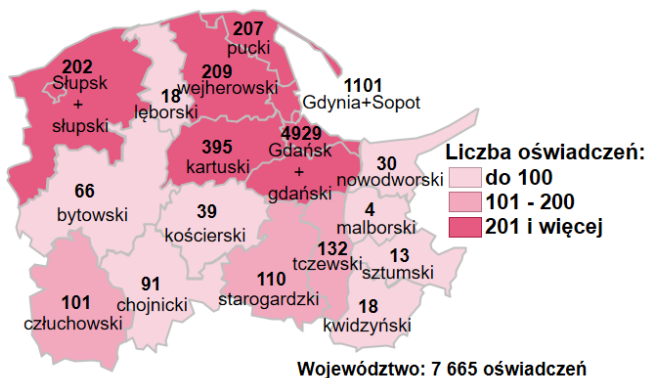 207
pucki
202
Słupsk
+
słupski
209
wejherowski
18
lęborski
1101
Gdynia+Sopot
395
kartuski
4929
Gdańsk
+
gdański
30
nowodworski
Liczba oświadczeń:
do 100
101 - 200
201 i więcej
66
bytowski
39
kościerski
4
malborski
132
tczewski
13
sztumski
91
chojnicki
110
starogardzki
101
człuchowski
18
kwidzyński
Województwo: 7 665 oświadczeń